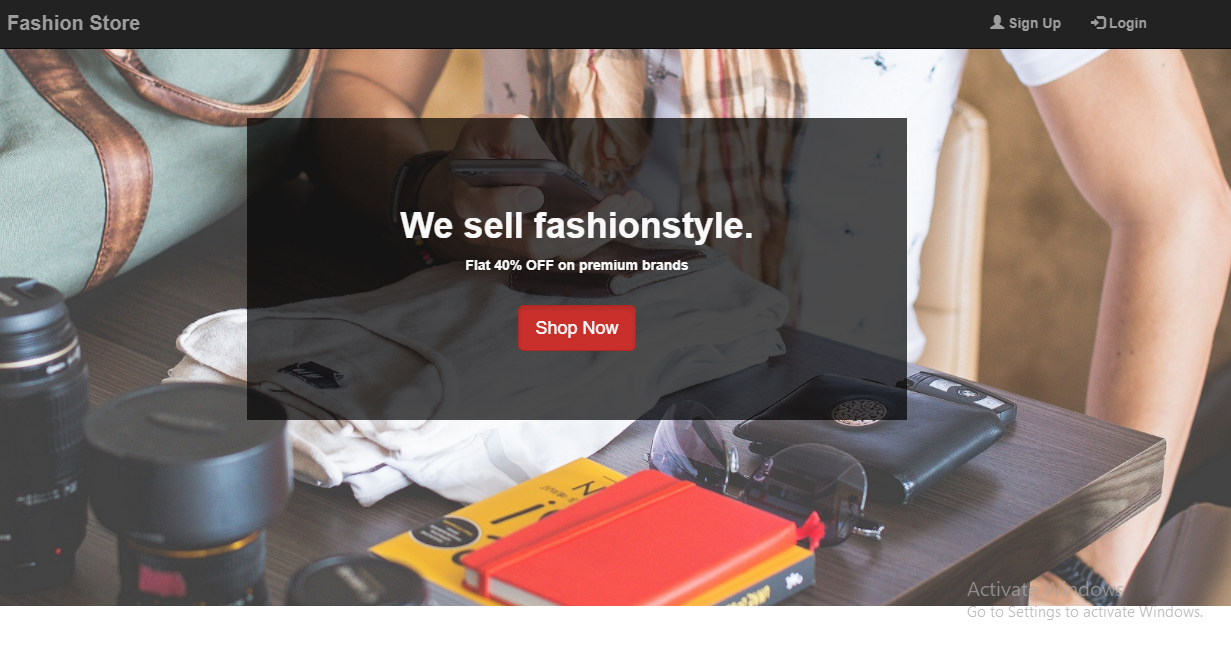 Fashion Store
Sign Up
Login
We sell fashionstyle.
Flat 40% OFF on premium brands
Shop Now
Activate Windows
Go to Settings to activate Windows.